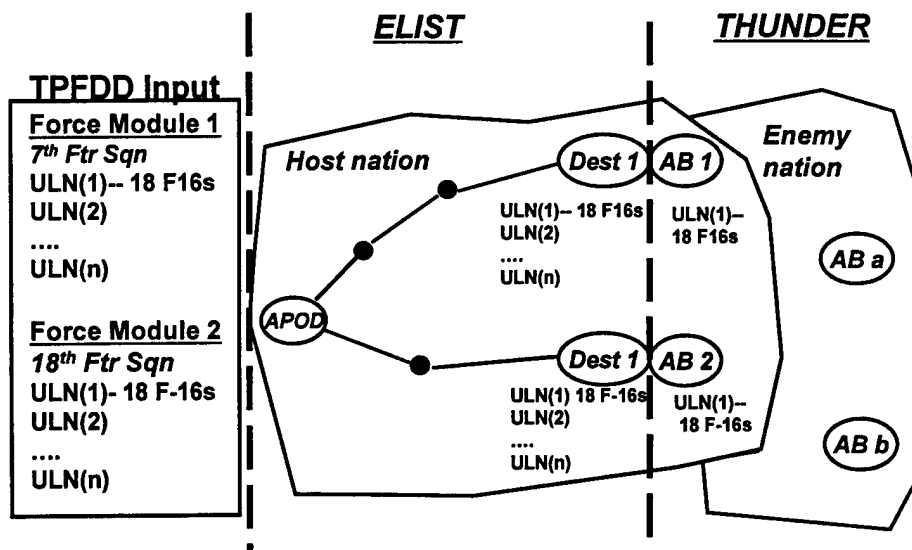 ELIST
THUNDER
TPFDD Input
Force Module 1
7th Ftr Sqn
ULN(1)-- 18 F16s
ULN(2)
....
ULN(n)
Force Module 2
18th Ftr Sqn
ULN(1)- 18 F-16s
ULN(2)
....
ULN(n)
Host nation
APOD
Dest 1
ULN(1)-- 18 F16s
ULN(2)
....
ULN(n)
Dest 1
ULN(1) 18 F-16s
ULN(2)
....
ULN(n)
AB 1
ULN(1)--
18 F16s
AB 2
ULN(1)--
18 F-16s
Enemy
nation
AB a
AB b